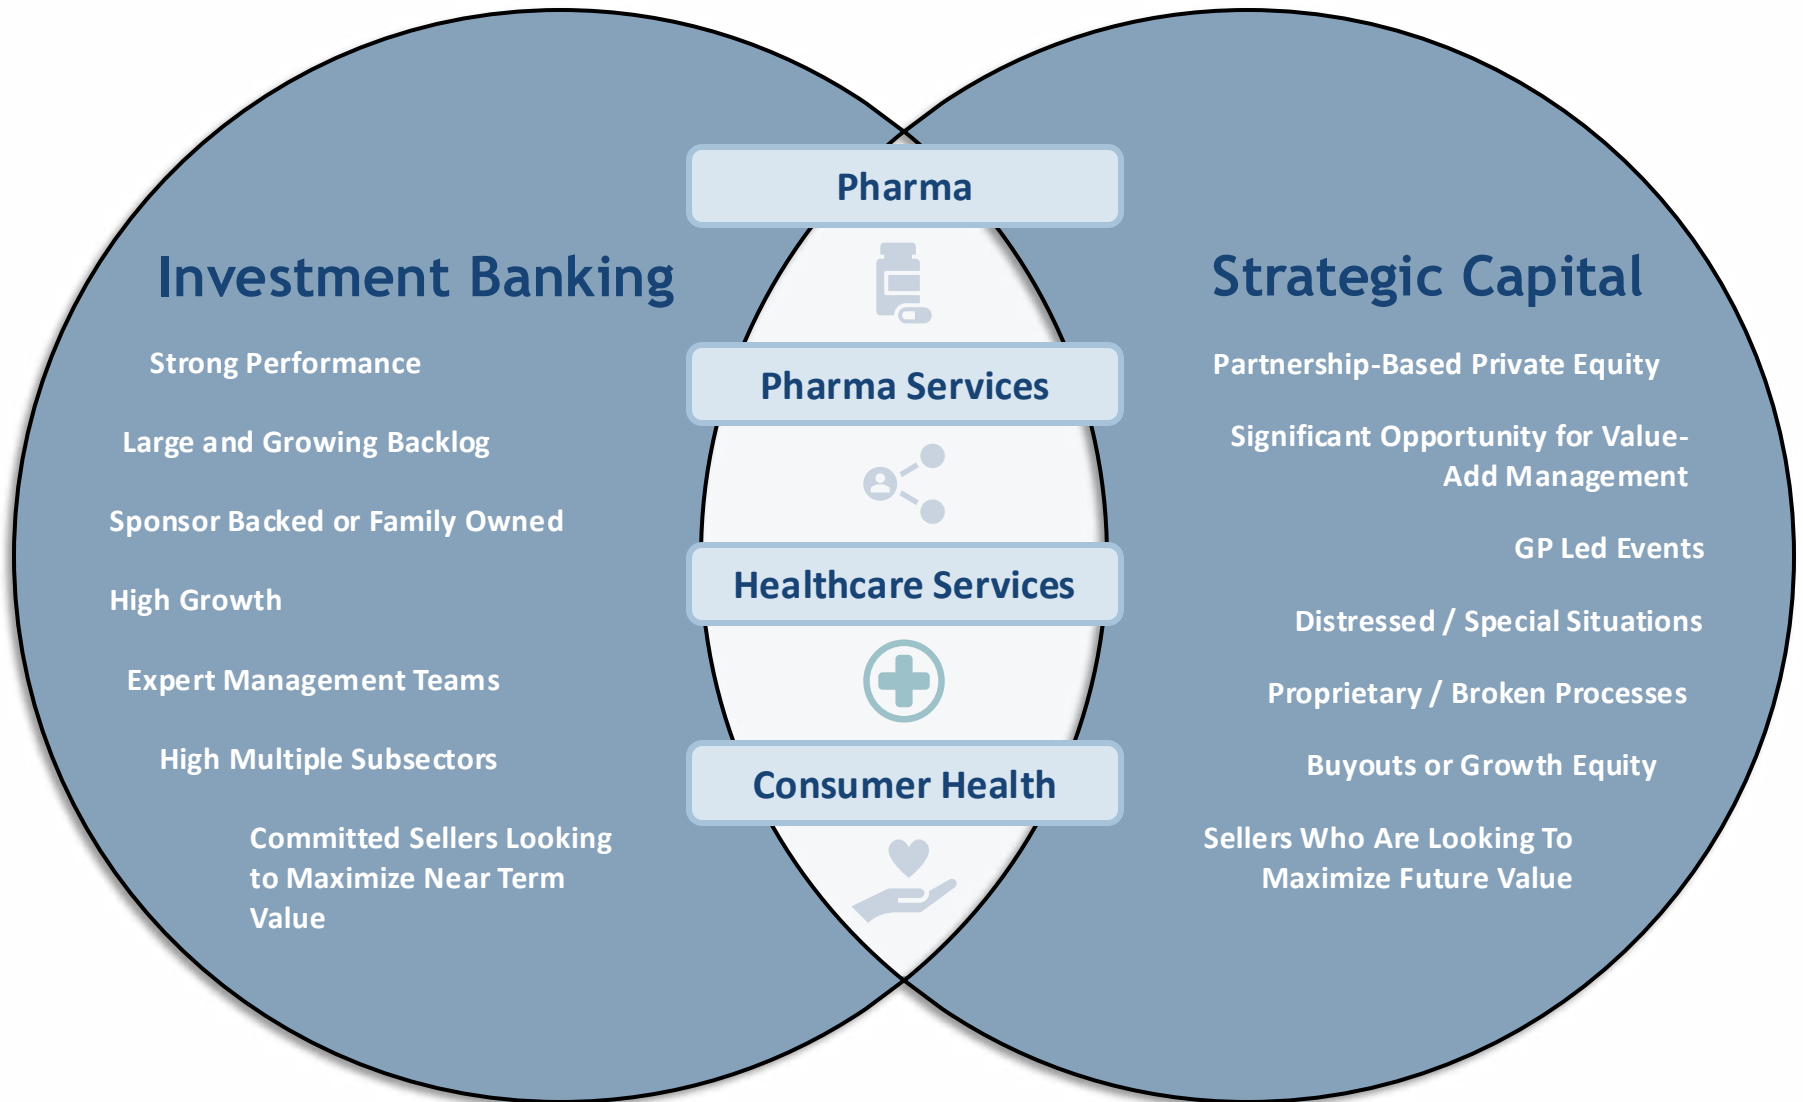 Pharma
Investment Banking
Strong Performance
Large and Growing Backlog
Sponsor Backed or Family Owned
High Growth
Expert Management Teams
High Multiple Subsectors
Committed Sellers Looking
to Maximize Near Term
Value
Pharma Services
Healthcare Services
Consumer Health
Strategic Capital
Partnership-Based Private Equity
Significant Opportunity for Value-
Add Management
GP Led Events
Distressed / Special Situations
Proprietary / Broken Processes
Buyouts or Growth Equity
Sellers Who Are Looking To
Maximize Future Value